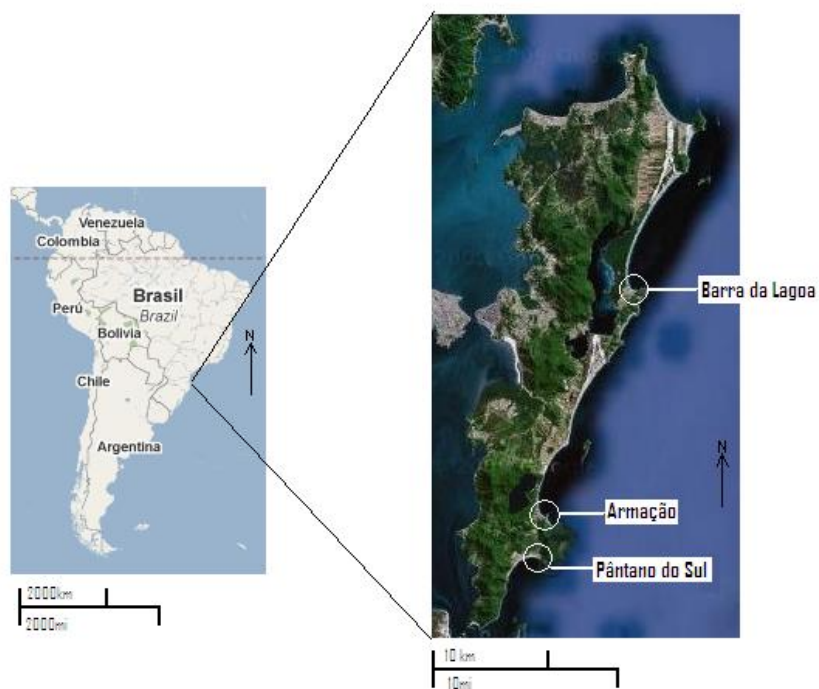 Venezuela
Colombia
Brasil
Brazil
Perú
Bolivia
Chile
Argentina
N
2000km
2000mi
Barra da Lagoa
N
Armação
Pântano do Sul
10 km
10mi